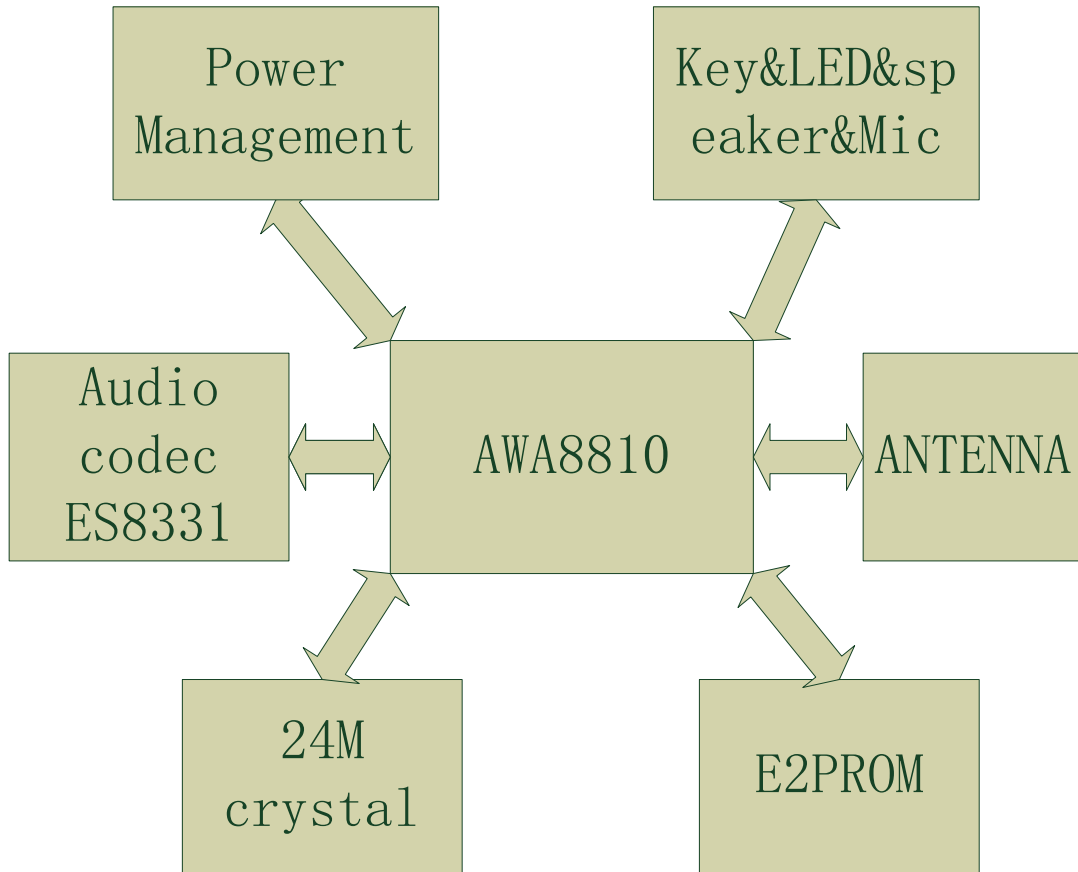 Power
Management
Key&LED&sp
eaker&Mic
Audio
codec
ES8331
AWA8810
ANTENNA
24M
crystal
E2PROM